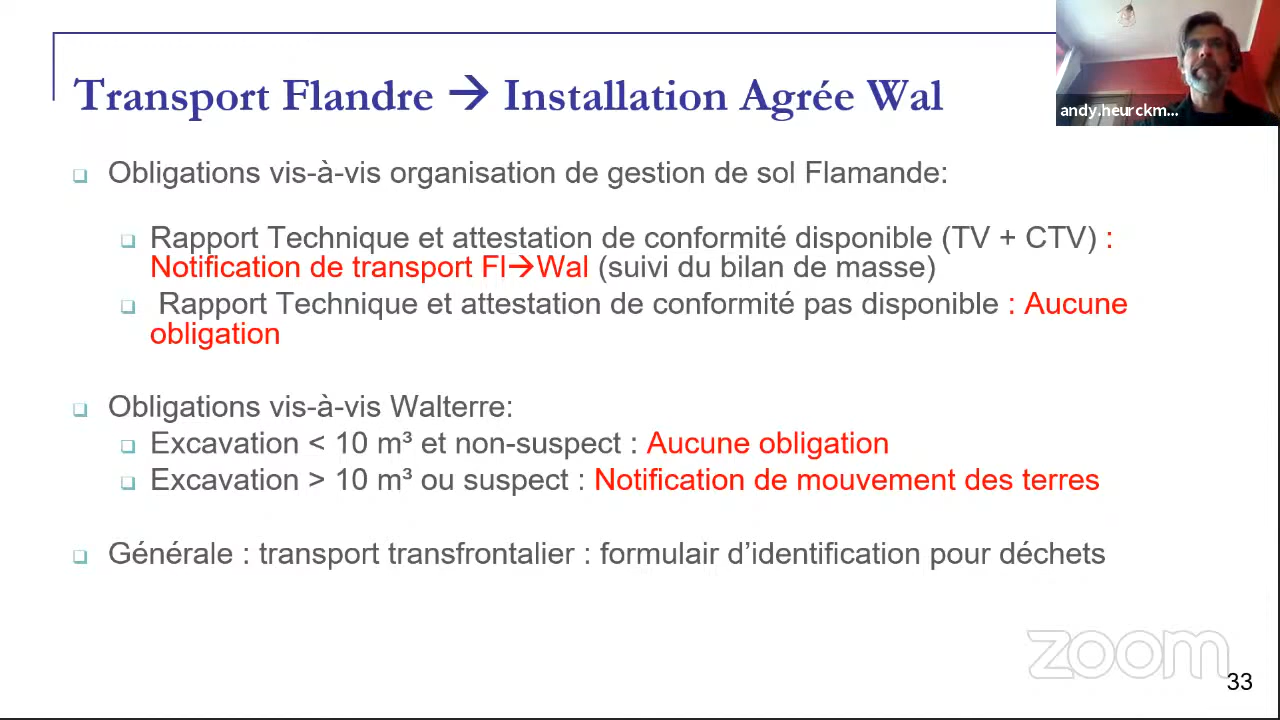 Transport Flandre → Installation Agrée Wal
andy.heurckm...
Obligations vis-à-vis organisation de gestion de sol Flamande:
Rapport Technique et attestation de conformité disponible (TV + CTV) :
Notification de transport Fl→Wal (suivi du bilan de masse)
Rapport Technique et attestation de conformité pas disponible : Aucune
obligation
Obligations vis-à-vis Walterre:
Excavation < 10 m³ et non-suspect : Aucune obligation
Excavation > 10 m³ ou suspect : Notification de mouvement des terres
Générale : transport transfrontalier : formulair d’identification pour déchets
zoom
33